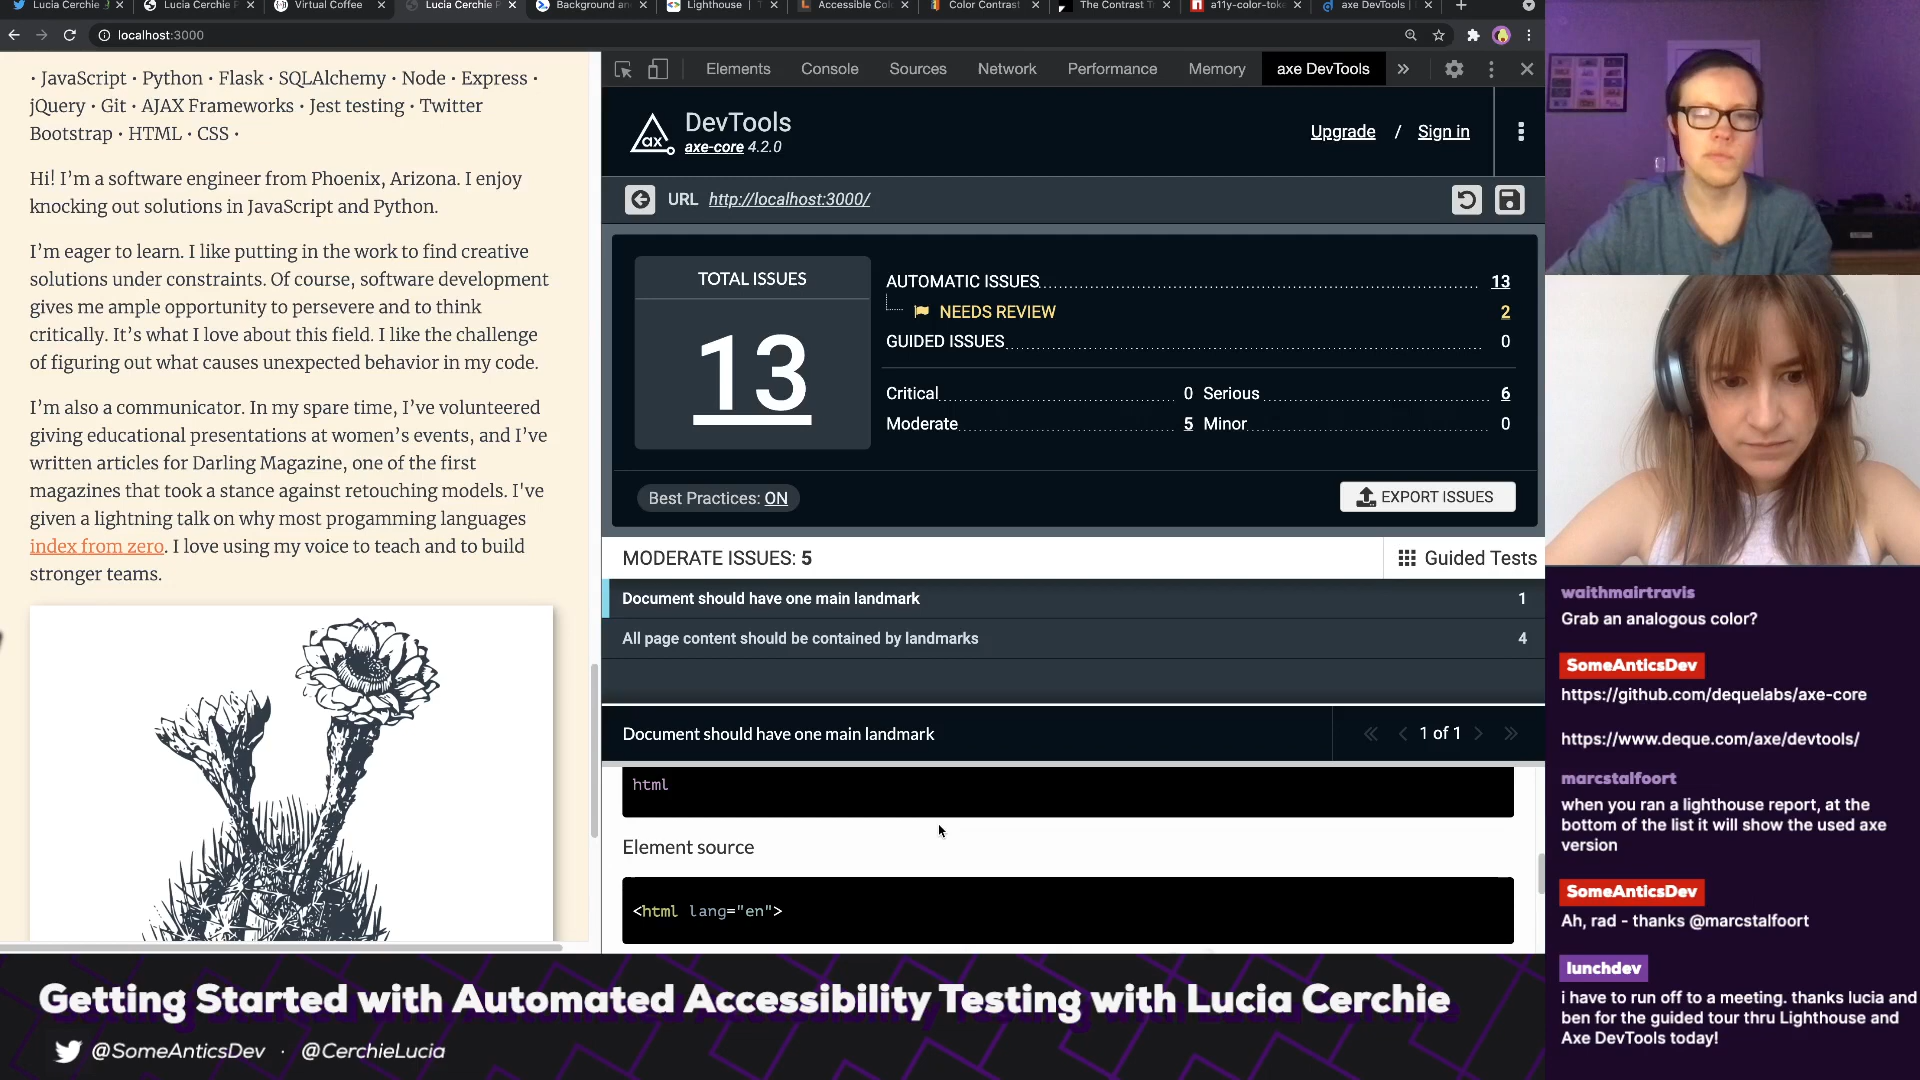 Lucia Cerchie
Lucia Cerchie P
Virtual Coffee
Lucia Cerchie P
Background an
Lighthouse
Accessible Col
Color Contrast
The Contrast T
a11y-color-tok
axe DevTools
localhost:3000
· JavaScript · Python · Flask · SQLAlchemy · Node · Express ·
jQuery · Git · AJAX Frameworks · Jest testing · Twitter
Bootstrap · HTML · CSS ·
Hi! I’m a software engineer from Phoenix, Arizona. I enjoy
knocking out solutions in JavaScript and Python.
I’m eager to learn. I like putting in the work to find creative
solutions under constraints. Of course, software development
gives me ample opportunity to persevere and to think
critically. It’s what I love about this field. I like the challenge
of figuring out what causes unexpected behavior in my code.
I’m also a communicator. In my spare time, I’ve volunteered
giving educational presentations at women’s events, and I’ve
written articles for Darling Magazine, one of the first
magazines that took a stance against retouching models. I've
given a lightning talk on why most progamming languages
index from zero. I love using my voice to teach and to build
stronger teams.
Elements Console Sources Network Performance Memory axe DevTools »
ax
DevTools
axe-core 4.2.0
Upgrade / Sign in
URL http://localhost:3000/
TOTAL ISSUES
13
AUTOMATIC ISSUES 13
NEEDS REVIEW 2
GUIDED ISSUES 0
Critical 0 Serious 6
Moderate 5 Minor 0
Best Practices: ON
EXPORT ISSUES
MODERATE ISSUES: 5
Guided Tests
Document should have one main landmark 1
All page content should be contained by landmarks 4
Document should have one main landmark
1 of 1
html
Element source
<html lang="en">
waithmairtravis
Grab an analogous color?
SomeAnticsDev
https://github.com/dequelabs/axe-core
https://www.deque.com/axe/devtools/
marcstalfoort
when you ran a lighthouse report, at the
bottom of the list it will show the used axe
version
SomeAnticsDev
Ah, rad - thanks @marcstalfoort
lunchdev
i have to run off to a meeting. thanks lucia and
ben for the guided tour thru Lighthouse and
Axe DevTools today!
Getting Started with Automated Accessibility Testing with Lucia Cerchie
@SomeAnticsDev · @CerchieLucia